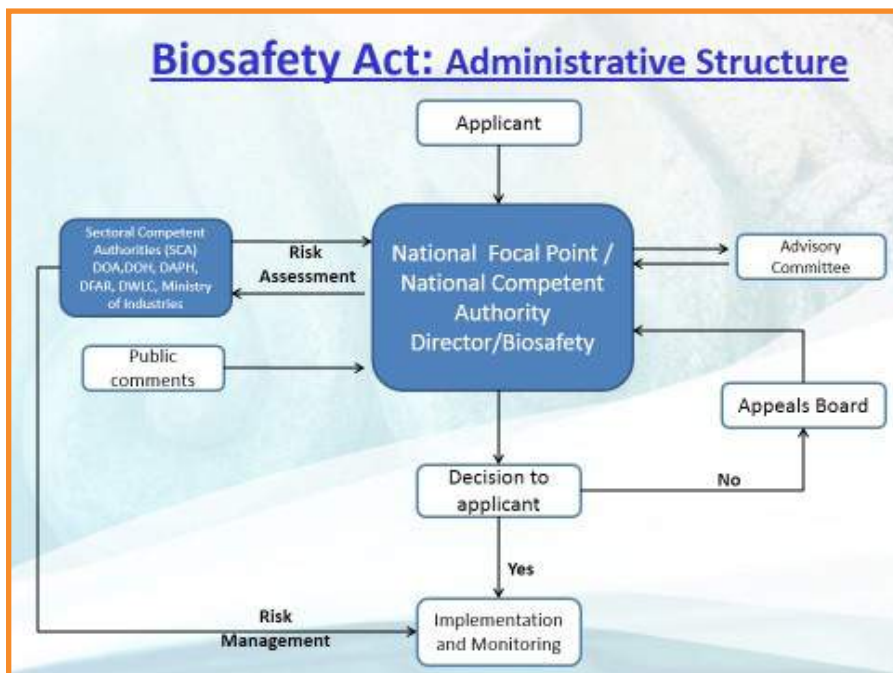 Biosafety Act: Administrative Structure
Applicant
Sectoral Competent
Authorities (SCA)
DOA,DOH, DAPH,
DFAR, DWLC, Ministry
of Industries
Risk
Assessment
National Focal Point /
National Competent
Authority
Director/Biosafety
Advisory
Committee
Public
comments
Appeals Board
Decision to
applicant
No
Yes
Risk
Management
Implementation
and Monitoring